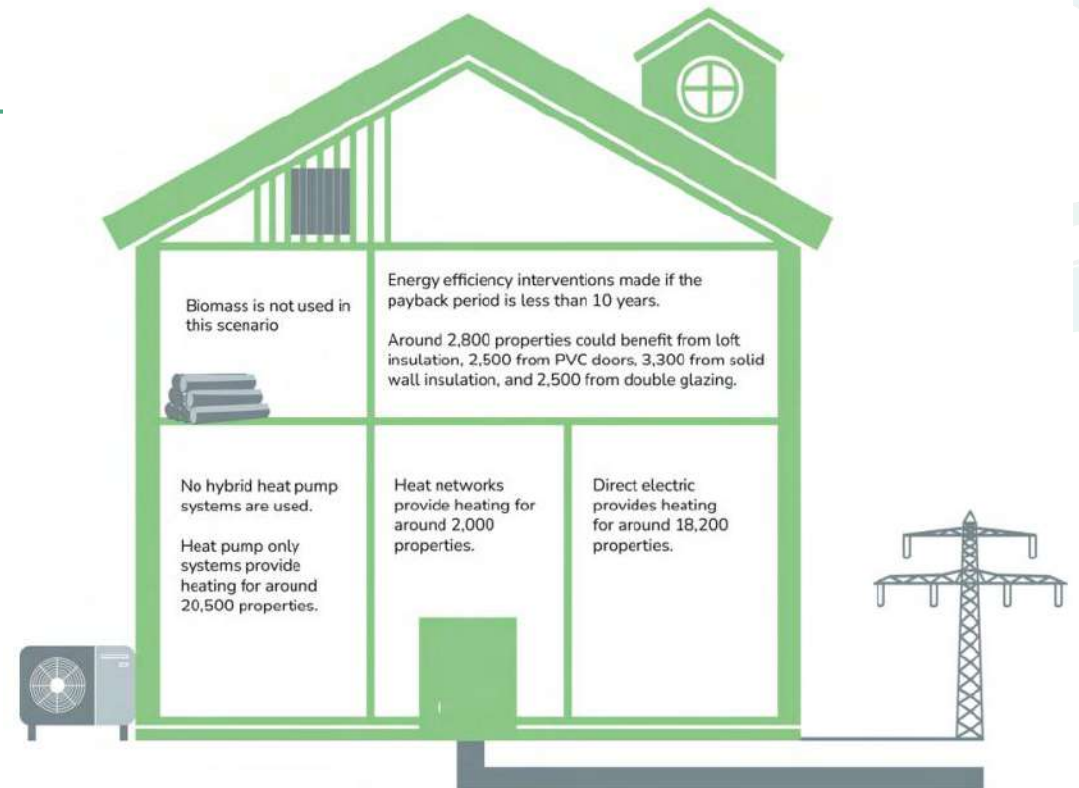 Biomass is not used in
this scenario
Energy efficiency interventions made if the
payback period is less than 10 years.
Around 2,800 properties could benefit from loft
insulation, 2,500 from PVC doors, 3,300 from solid
wall insulation, and 2,500 from double glazing.
No hybrid heat pump
systems are used.
Heat pump only
systems provide
heating for around
20,500 properties.
Heat networks
provide heating for
around 2,000
properties.
Direct electric
provides heating
for around 18,200
properties.